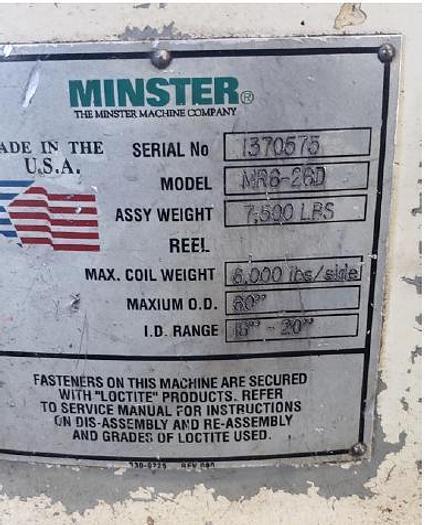 MINSTER®
THE MINSTER MACHINE COMPANY
ADE IN THE
U.S.A.
SERIAL No 1370575
MODEL MR6-26D
ASSY WEIGHT 7,500 LBS
REEL
MAX. COIL WEIGHT 6,000 lbs/side
MAXIUM O.D. 60"
I.D. RANGE - 20"
FASTENERS ON THIS MACHINE ARE SECURED
WITH "LOCTITE" PRODUCTS. REFER
TO SERVICE MANUAL FOR INSTRUCTIONS
ON DIS-ASSEMBLY AND RE-ASSEMBLY
AND GRADES OF LOCTITE USED.